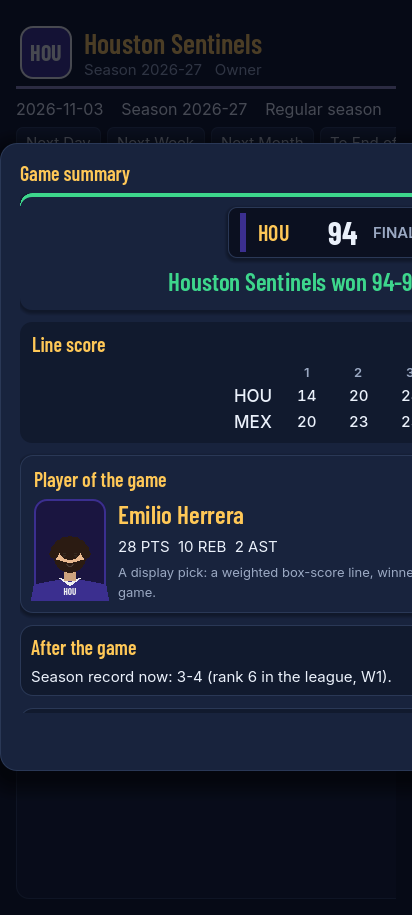 HOU
Houston Sentinels
Season 2026-27 Owner
2026-11-03 Season 2026-27 Regular season
Next Day Next Week Next Month To End of
Game summary
HOU 94 FINAL
Houston Sentinels won 94-9
Line score
1 2 3
HOU 14 20 2
MEX 20 23 2
Player of the game
Emilio Herrera
28 PTS 10 REB 2 AST
A display pick: a weighted box-score line, winne
game.
HOU
After the game
Season record now: 3-4 (rank 6 in the league, W1).